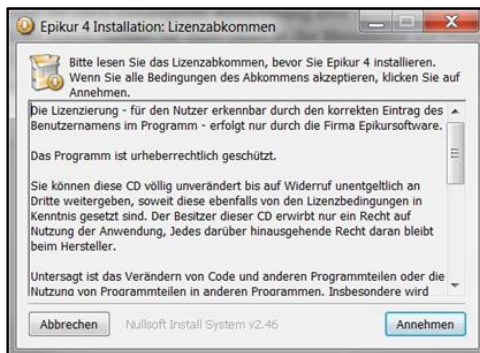 Epikur 4 Installation: Lizenzabkommen
Bitte lesen Sie das Lizenzabkommen, bevor Sie Epikur 4 installieren.
Wenn Sie alle Bedingungen des Abkommens akzeptieren, klicken Sie auf
Annehmen.
Die Lizenzierung - für den Nutzer erkennbar durch den korrekten Eintrag des
Benutzernamens im Programm - erfolgt nur durch die Firma Epikursoftware.
Das Programm ist urheberrechtlich geschützt.
Sie können diese CD völlig unverändert bis auf Widerruf unentgeltlich an
Dritte weitergeben, soweit diese ebenfalls von den Lizenzbedingungen in
Kenntnis gesetzt sind. Der Besitzer dieser CD erwirbt nur ein Recht auf
Nutzung der Anwendung, Jedes darüber hinausgehende Recht daran bleibt
beim Hersteller.
Untersagt ist das Verändern von Code und anderen Programmteilen oder die
Nutzung von Programmteilen in anderen Programmen. Insbesondere wird
Abbrechen
Nullsoft Install System v2.46
Annehmen